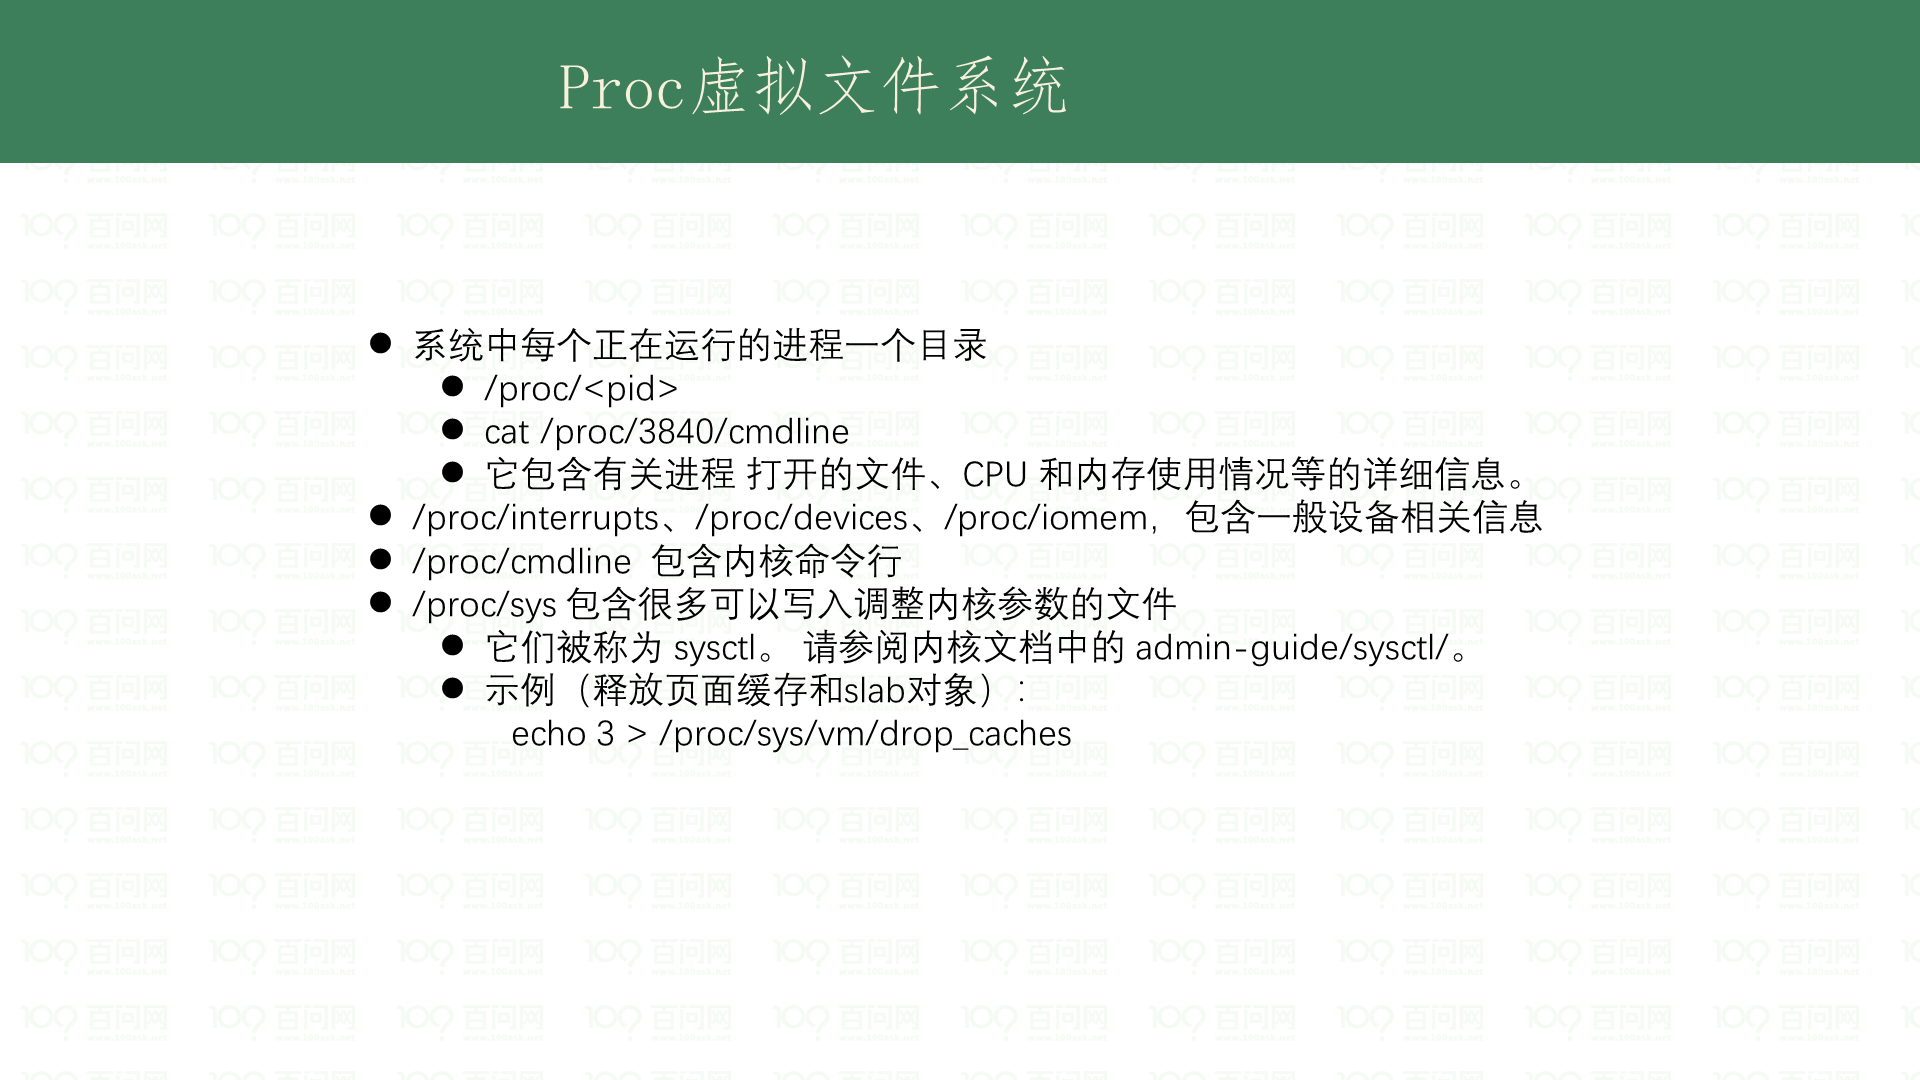 Proc虚拟文件系统
● 系统中每个正在运行的进程一个目录
● /proc/<pid>
● cat /proc/3840/cmdline
● 它包含有关进程 打开的文件、CPU 和内存使用情况等的详细信息。
● /proc/interrupts、/proc/devices、/proc/iomem，包含一般设备相关信息
● /proc/cmdline 包含内核命令行
● /proc/sys 包含很多可以写入调整内核参数的文件
● 它们被称为 sysctl。 请参阅内核文档中的 admin-guide/sysctl/。
● 示例（释放页面缓存和slab对象）：
echo 3 > /proc/sys/vm/drop_caches
百问网
www.100ask.net